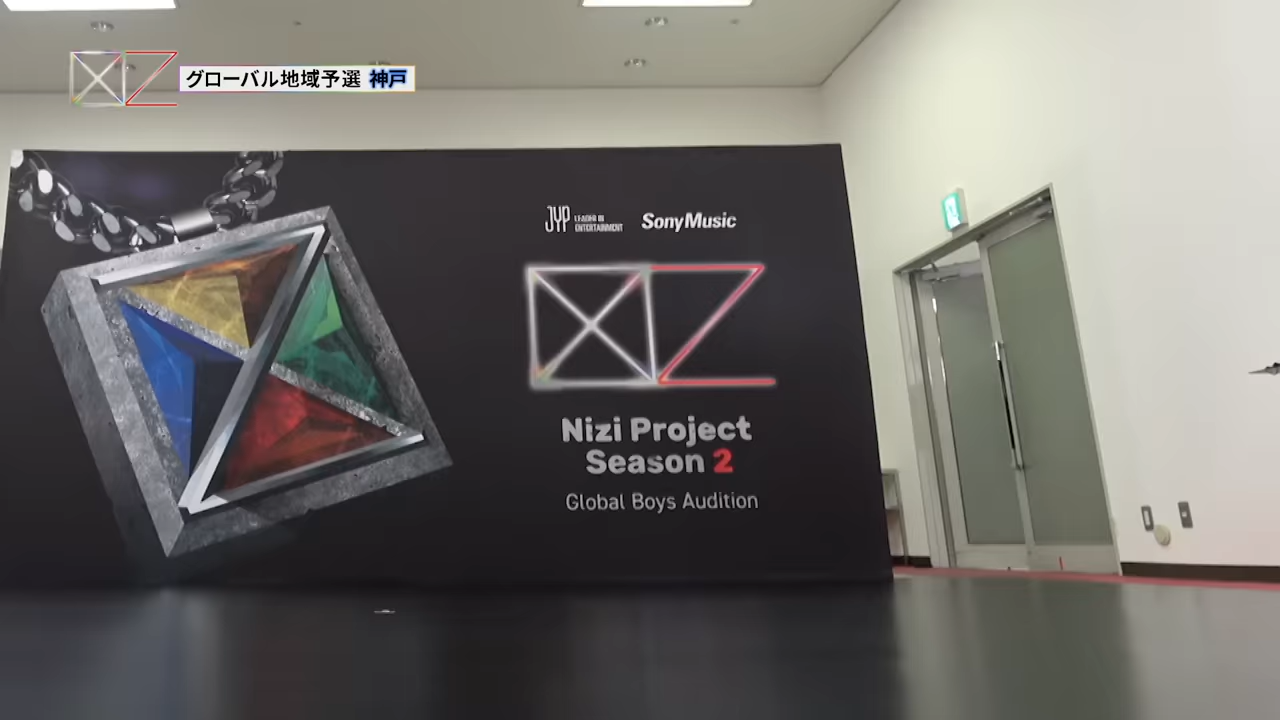 グローバル地域予選 神戸
JYP LEADER IN ENTERTAINMENT
SonyMusic
Nizi Project
Season 2
Global Boys Audition